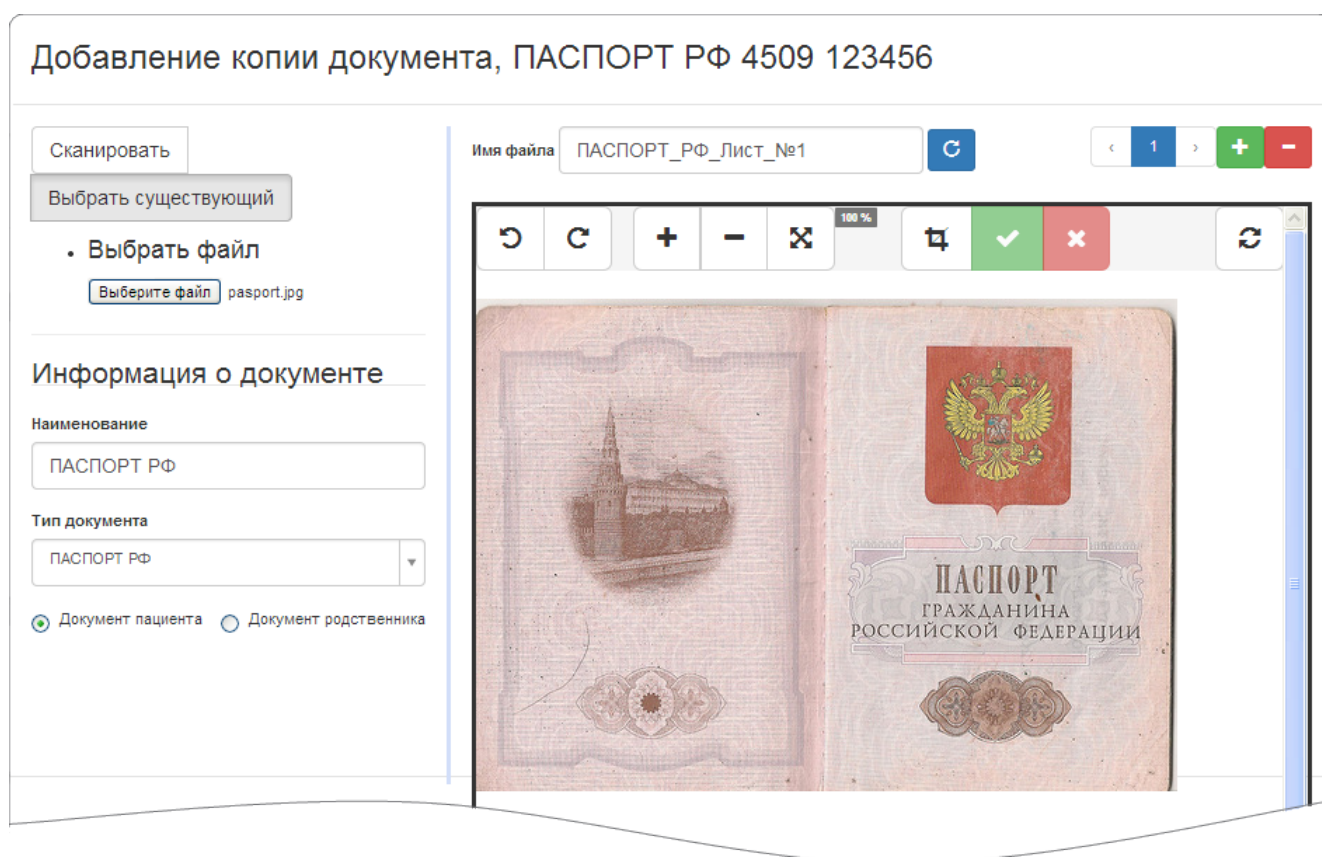 Добавление копии документа, ПАСПОРТ РФ 4509 123456
Сканировать
Выбрать существующий
• Выбрать файл
Выберите файл pasport.jpg
Информация о документе
Наименование
ПАСПОРТ РФ
Тип документа
ПАСПОРТ РФ
Документ пациента Документ родственника
Имя файла ПАСПОРТ_РФ_Лист_№1
‹ 1 ›
100 %
ПАСПОРТ
ГРАЖДАНИНА
РОССИЙСКОЙ ФЕДЕРАЦИИ